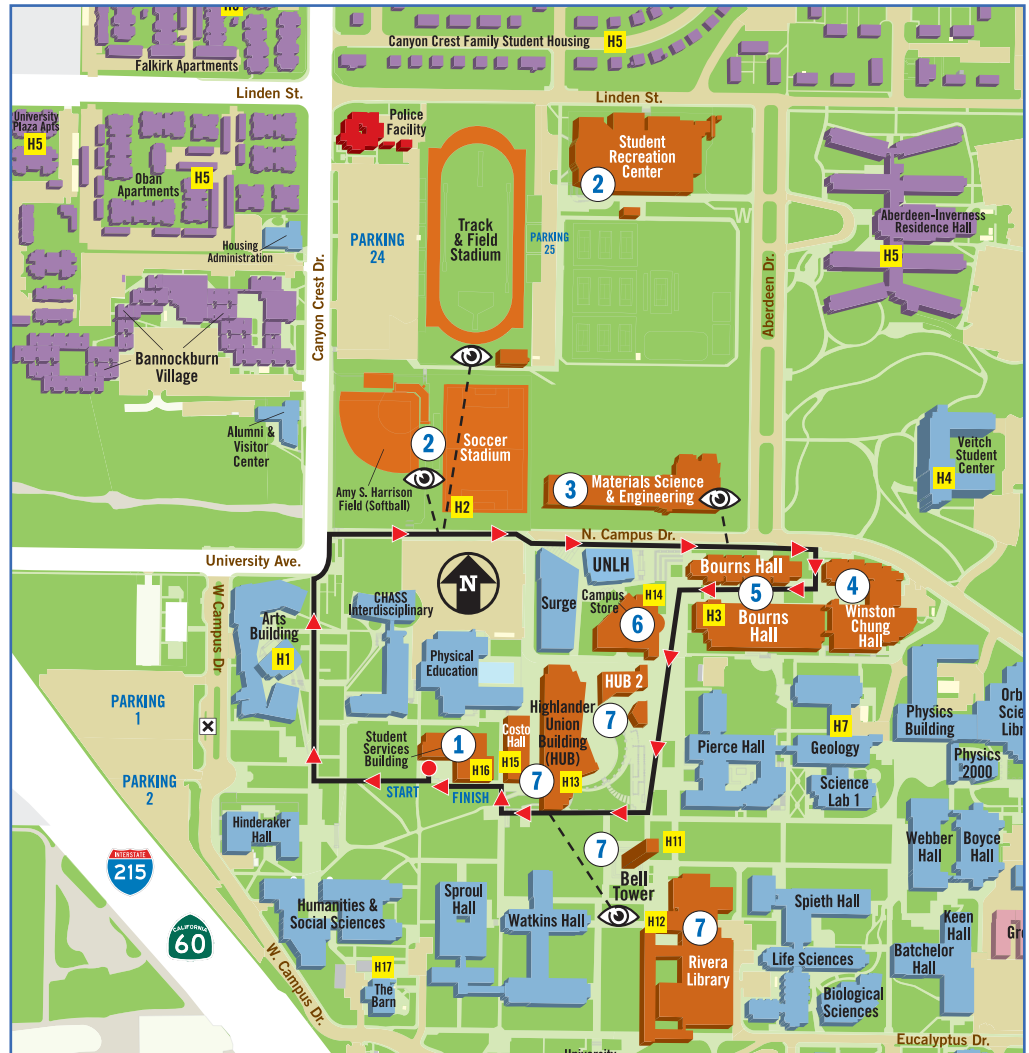 H6
Canyon Crest Family Student Housing
H5
Falkirk Apartments
Linden St.
Linden St.
University
Plaza Apts
H5
Police
Facility
Student
Recreation
Center
2
Oban
Apartments
H5
Track
& Field
Stadium
PARKING
24
PARKING
25
Aberdeen-Inverness
Residence Hall
H5
Housing
Administration
Canyon Crest Dr.
Aberdeen Dr.
Bannockburn
Village
Alumni &
Visitor
Center
2
Soccer
Stadium
Amy S. Harrison
Field (Softball)
H2
3
Materials Science
& Engineering
Veitch
Student
Center
H4
N. Campus Dr.
University Ave.
N
UNLH
Surge
Campus
Store
H14
6
Bourns Hall
5
H3
Bourns
Hall
4
Winston
Chung
Hall
W. Campus Dr.
Arts
Building
H1
CHASS
Interdisciplinary
Physical
Education
HUB 2
7
Highlander
Union
Building
(HUB)
H13
Costo
Hall
H15
7
Student
Services
Building
1
H16
START
FINISH
PARKING
1
PARKING
2
Pierce Hall
H7
Geology
Physics
Building
Physics
2000
Science
Lab 1
Hinderaker
Hall
Webber
Hall
Boyce
Hall
INTERSTATE
215
CALIFORNIA
60
7
H11
Bell
Tower
Humanities &
Social Sciences
Sproul
Hall
Watkins Hall
H12
7
Rivera
Library
Spieth Hall
Keen
Hall
Batchelor
Hall
Life Sciences
Biological
Sciences
H17
The
Barn
W. Campus Dr.
Eucalyptus Dr.